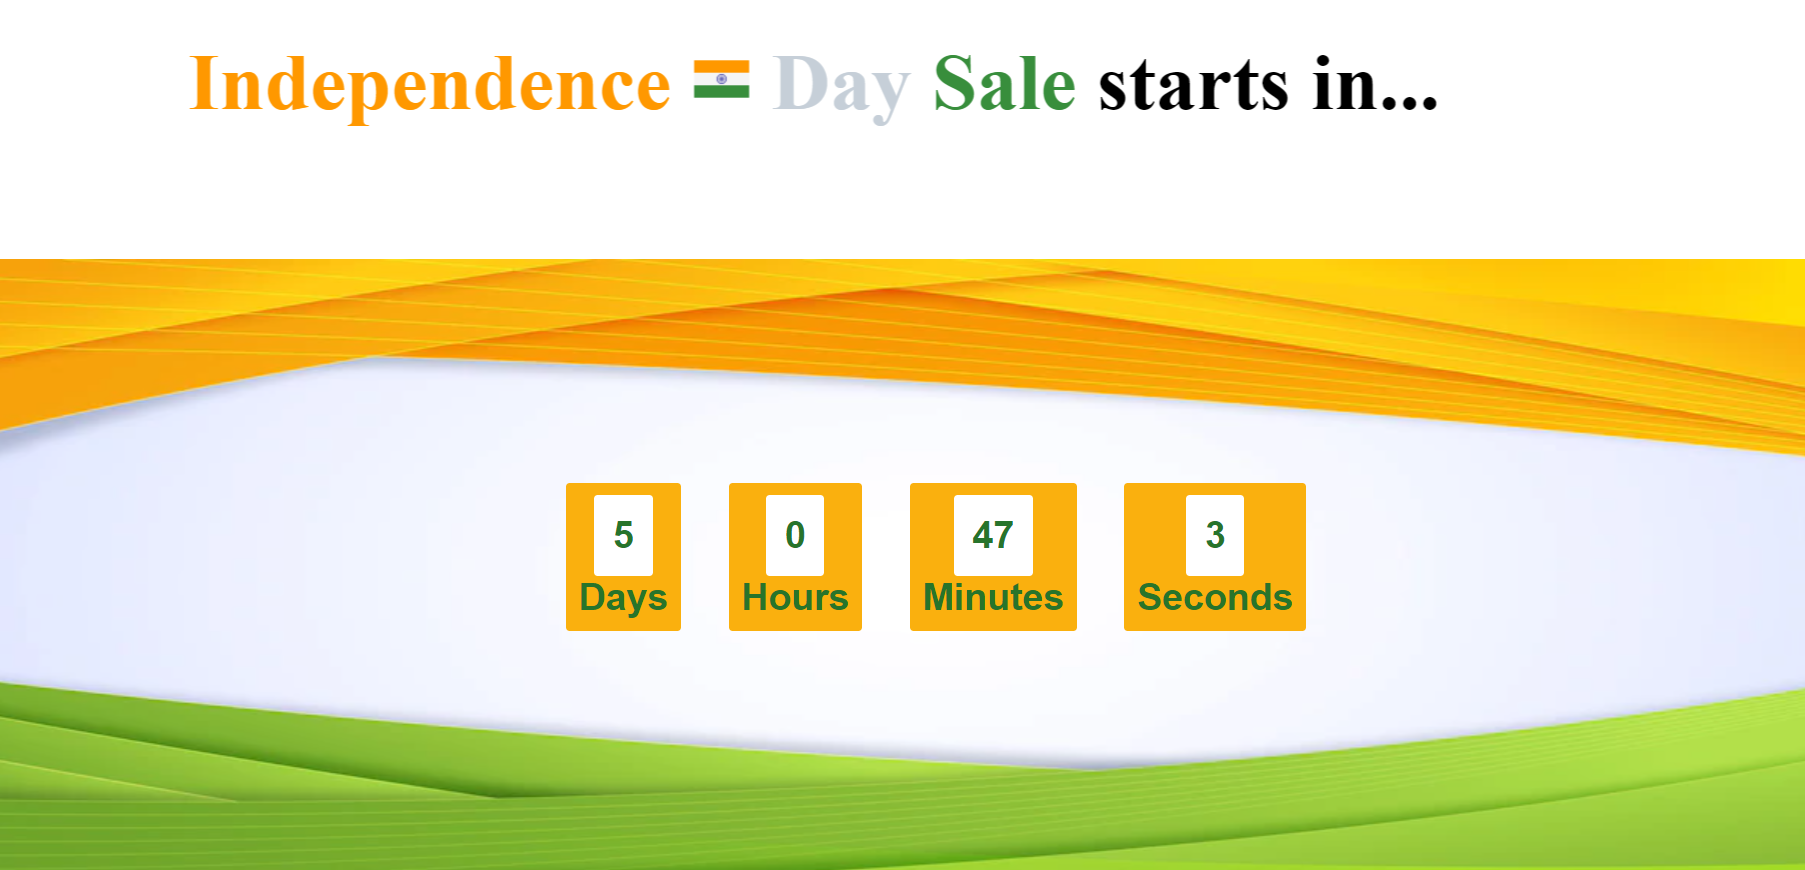 Independence 🇮🇳 Day Sale starts in...
5 0 47 3
Days Hours Minutes Seconds